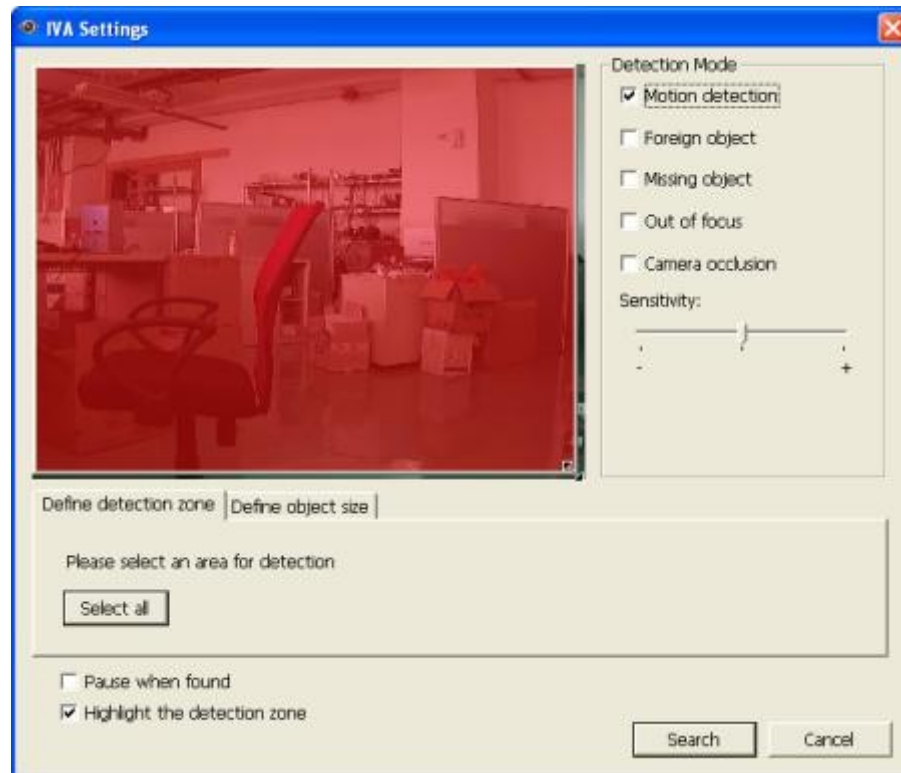 IVA Settings
Detection Mode
Motion detection
Foreign object
Missing object
Out of focus
Camera occlusion
Sensitivity:
- +
Define detection zone
Define object size
Please select an area for detection
Select all
Pause when found
Highlight the detection zone
Search
Cancel